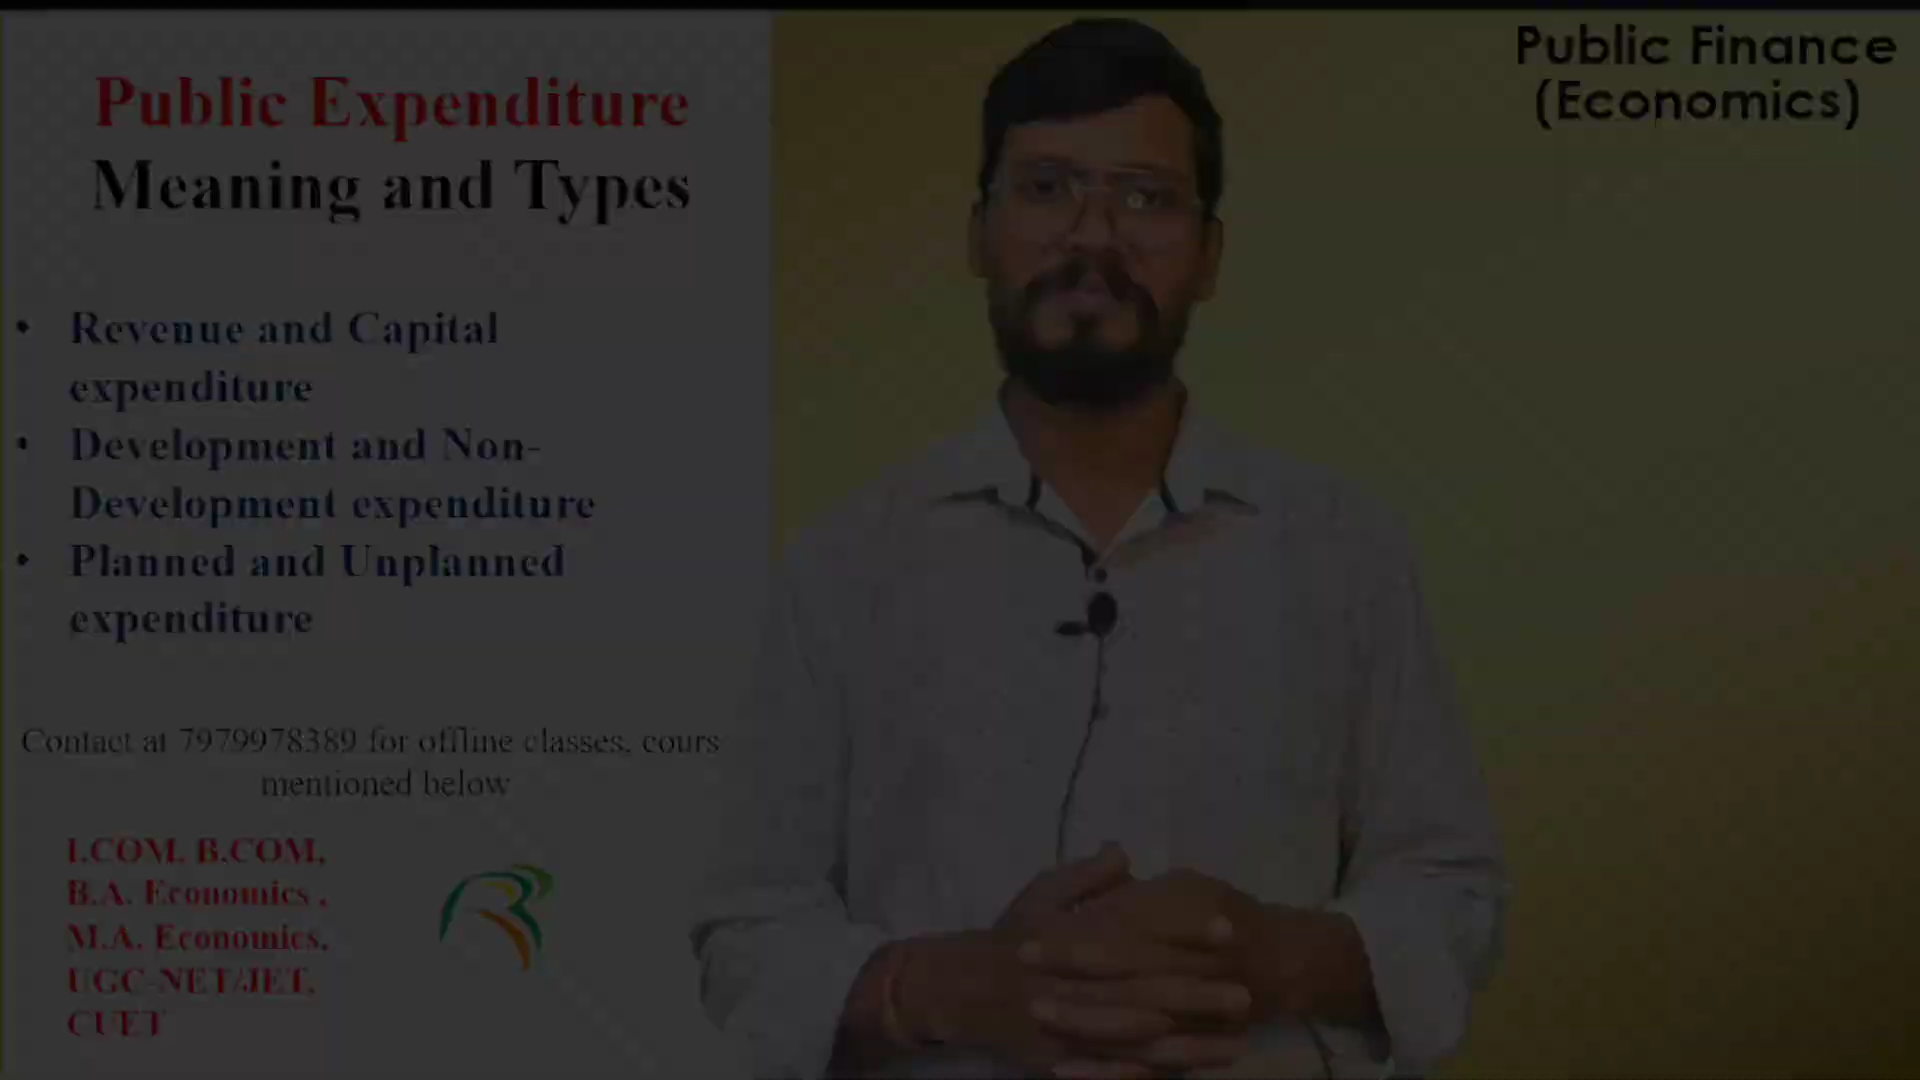 Public Expenditure
Meaning and Types
• Revenue and Capital
expenditure
• Development and Non-
Development expenditure
• Planned and Unplanned
expenditure
Contact at 7979978389 for offline classes, cours
mentioned below
I.COM, B.COM,
B.A. Economics ,
M.A. Economics,
UGC-NET/JET,
CUET
Public Finance
(Economics)